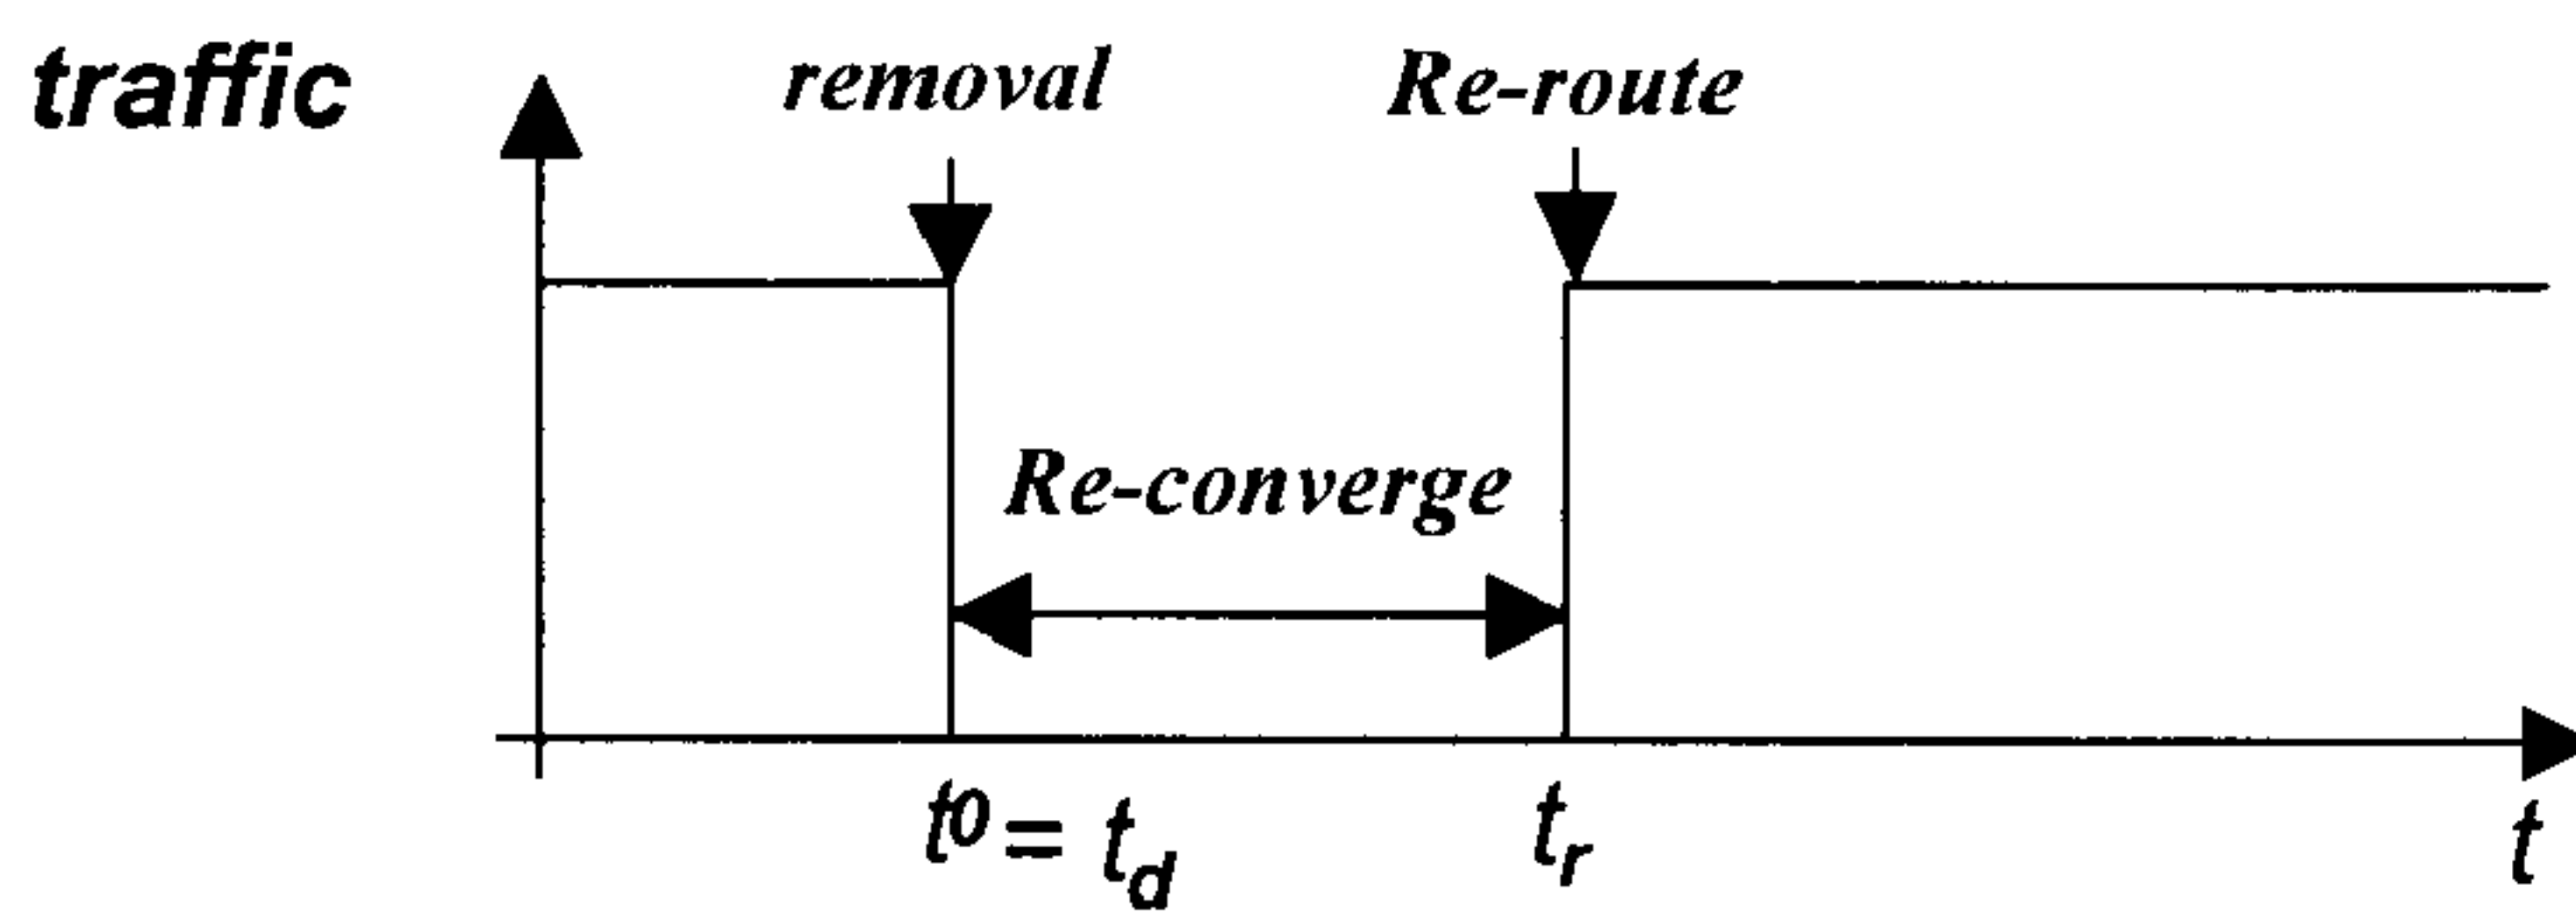 traffic
removal
Re-route
Re-converge
t0 = td
tr
t